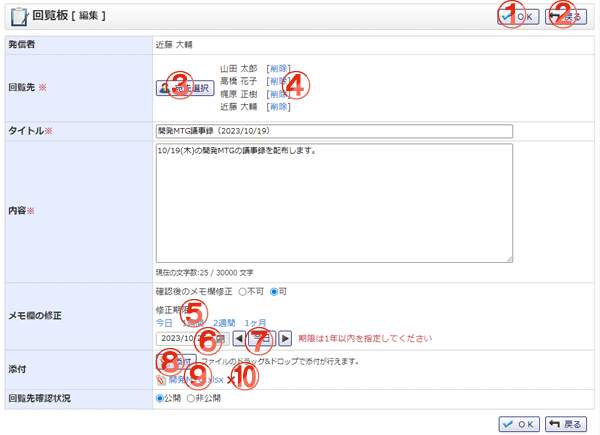 回覧板 [ 編集 ]
① OK ② 戻る
発信者 近藤 大輔
回覧先 ※ ③ 選択
山田 太郎 [削除]
高橋 花子 [削除] ④
梶原 正樹 [削除]
近藤 大輔 [削除]
タイトル※ 開発MTG議事録（2023/10/19）
内容※ 10/19(木)の開発MTGの議事録を配布します。
現在の文字数:25 / 30000 文字
メモ欄の修正 確認後のメモ欄修正 不可 可
修正期限
今日 ⑤ 1週間 2週間 1ヶ月
2023/10/ ⑥ ◀ 今日 ⑦ ▶ 期限は1年以内を指定してください
添付 ⑧ 添付 ファイルのドラッグ&ドロップで添付が行えます。
開発M ⑨ .xlsx × ⑩
回覧先確認状況 公開 非公開
OK 戻る